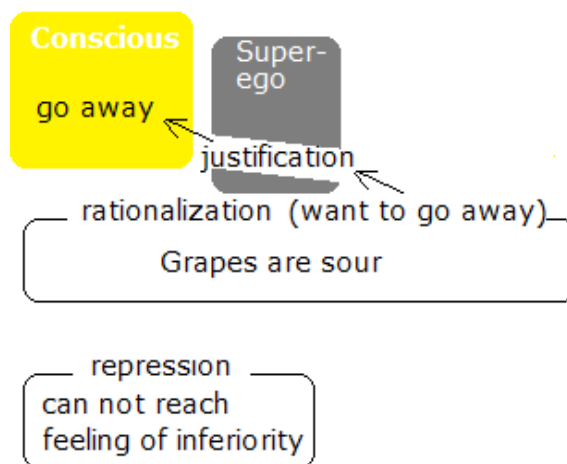 Conscious
Super-
ego
go away
justification
rationalization (want to go away)
Grapes are sour
repression
can not reach
feeling of inferiority